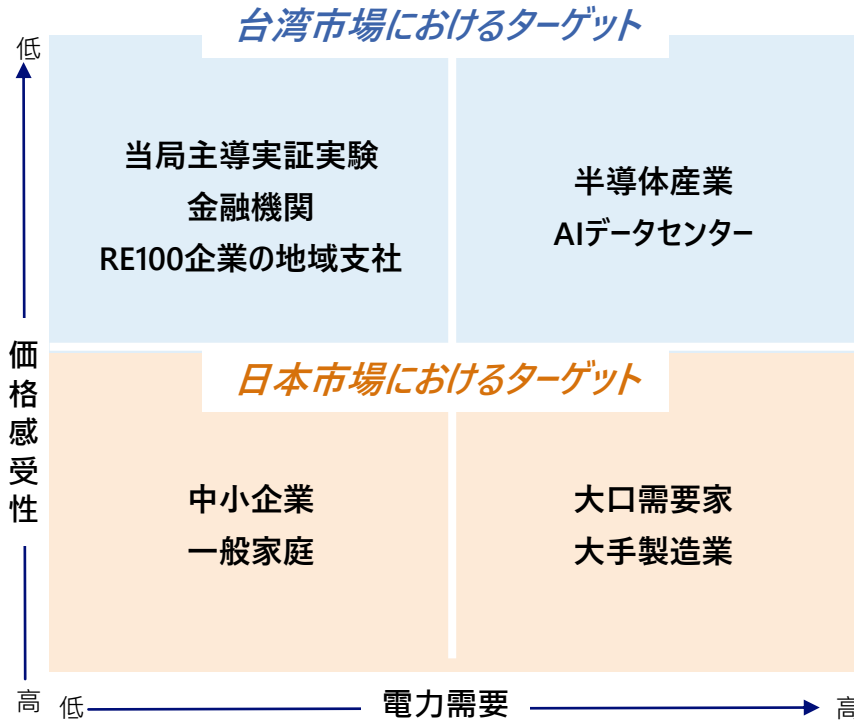 台湾市場におけるターゲット
低
当局主導実証実験
金融機関
RE100企業の地域支社
半導体産業
AIデータセンター
価格感受性
日本市場におけるターゲット
中小企業
一般家庭
大口需要家
大手製造業
高
低
電力需要
高